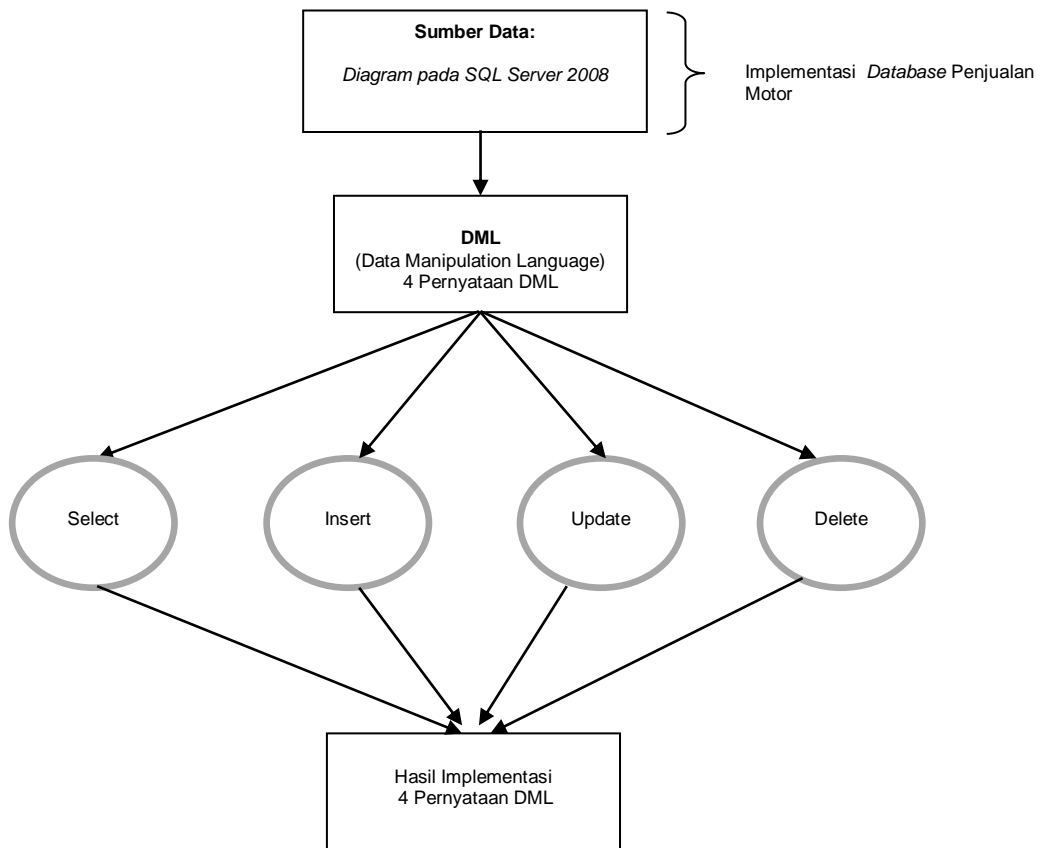 Sumber Data:
Diagram pada SQL Server 2008
Implementasi Database Penjualan
Motor
DML
(Data Manipulation Language)
4 Pernyataan DML
Select
Insert
Update
Delete
Hasil Implementasi
4 Pernyataan DML